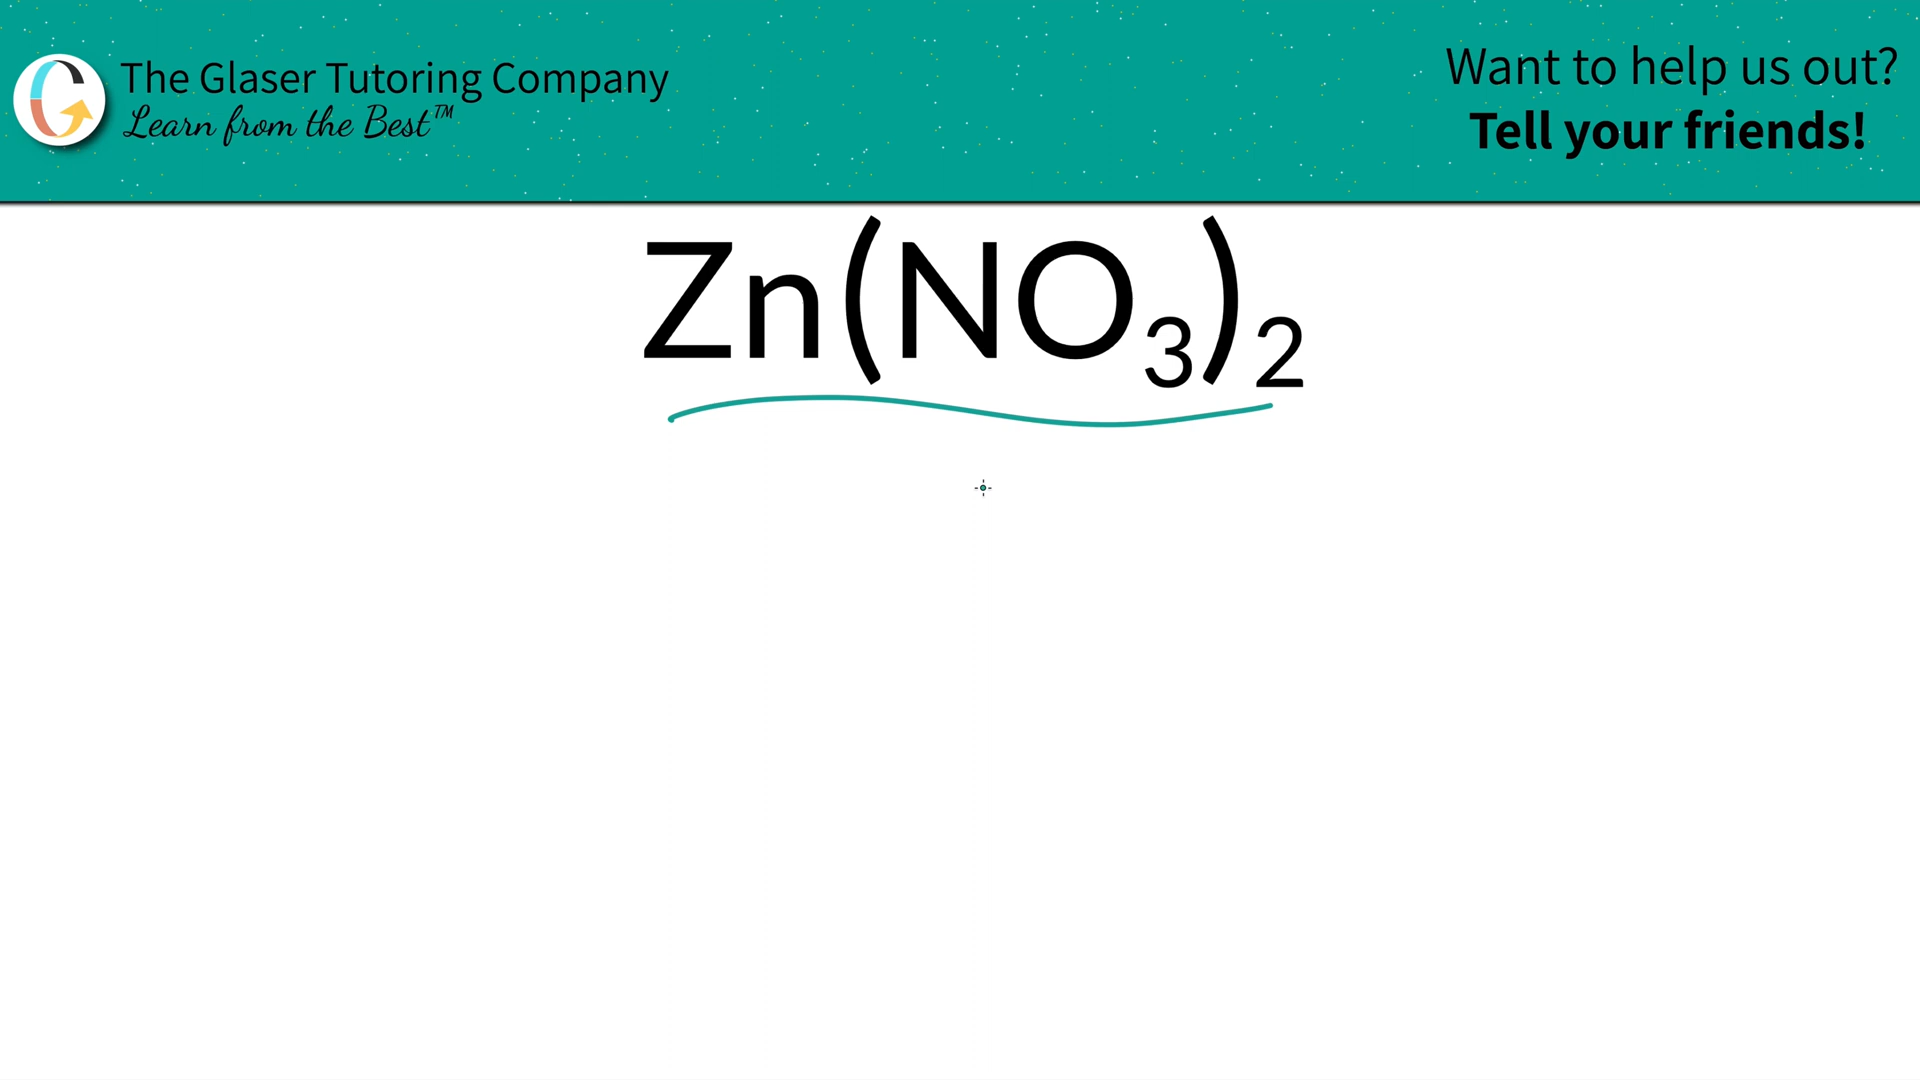 The Glaser Tutoring Company
Learn from the Best™
Want to help us out?
Tell your friends!
Zn(NO₃)₂